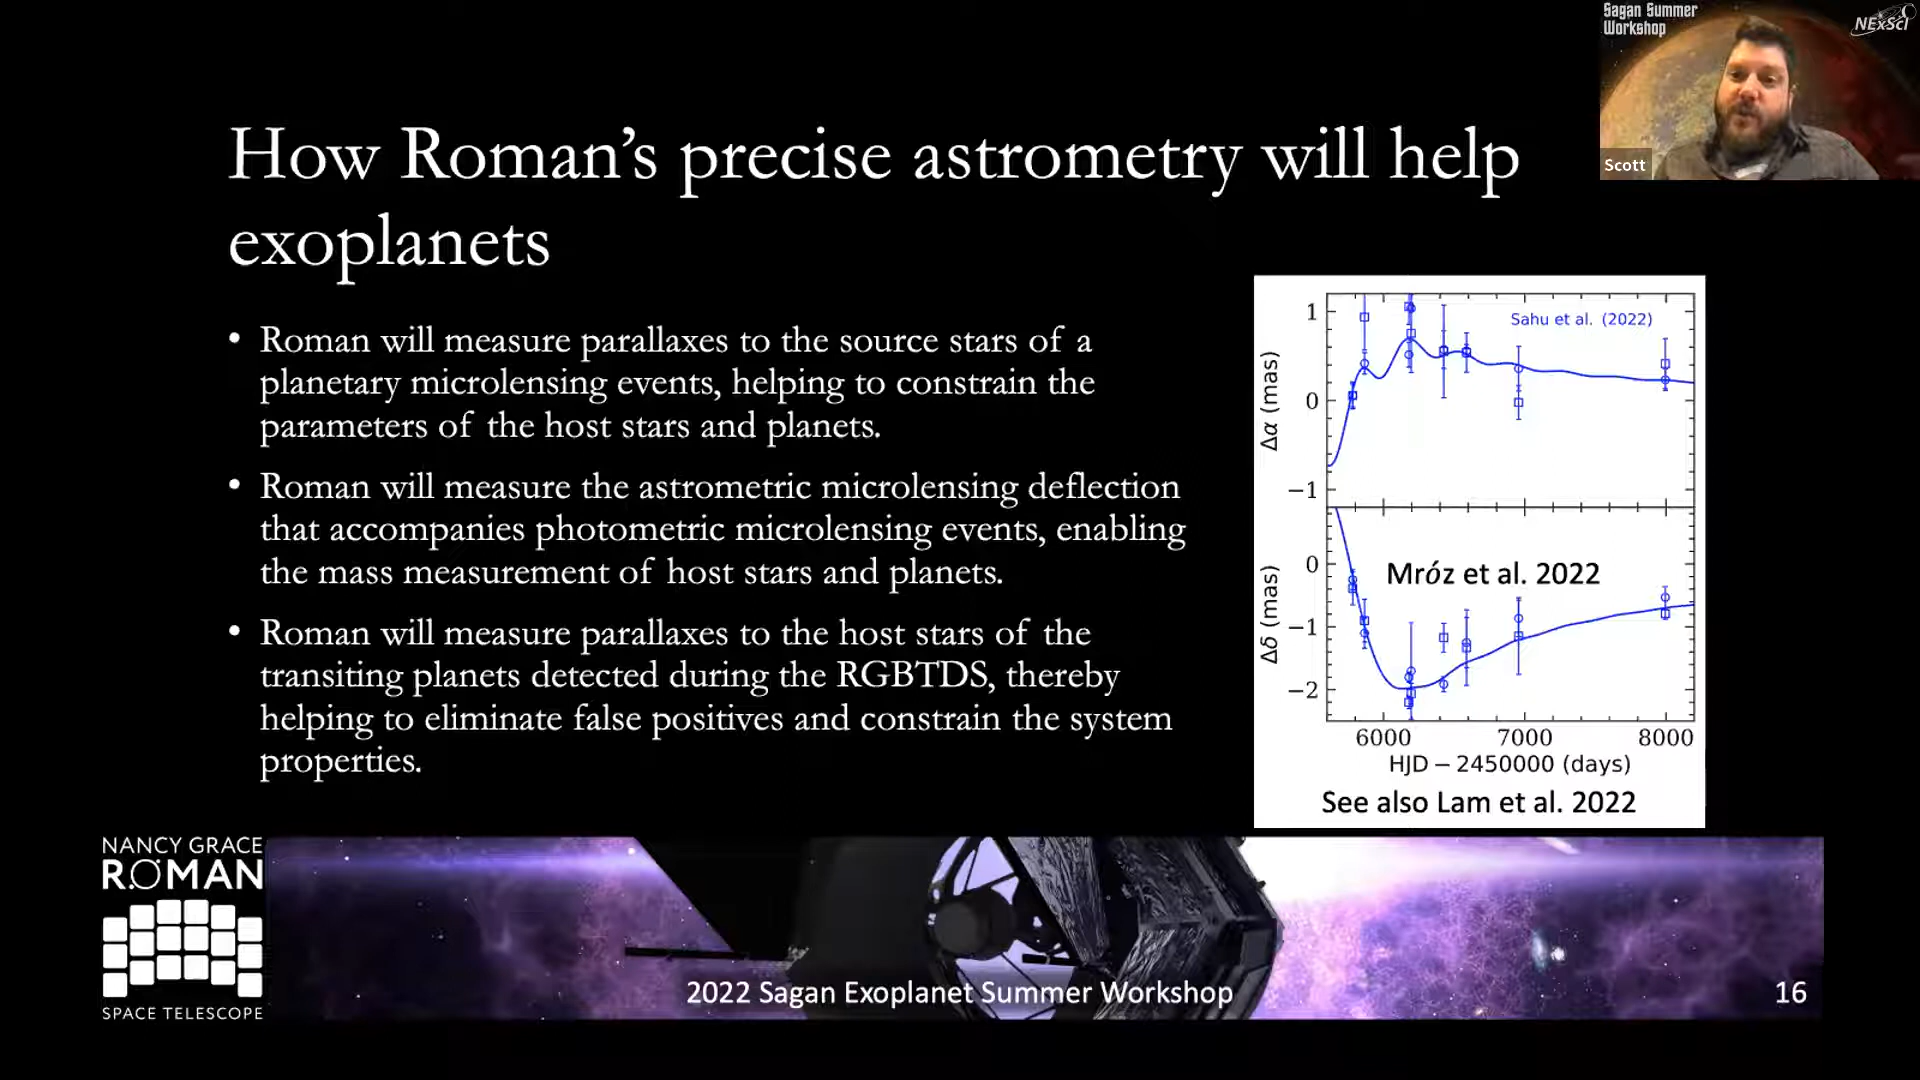 Sagan Summer
Workshop
NExScI
Scott
How Roman’s precise astrometry will help
exoplanets
• Roman will measure parallaxes to the source stars of a
planetary microlensing events, helping to constrain the
parameters of the host stars and planets.
• Roman will measure the astrometric microlensing deflection
that accompanies photometric microlensing events, enabling
the mass measurement of host stars and planets.
• Roman will measure parallaxes to the host stars of the
transiting planets detected during the RGBTDS, thereby
helping to eliminate false positives and constrain the system
properties.
Sahu et al. (2022)
1
0
−1
Δα (mas)
Mróz et al. 2022
0
−1
−2
Δδ (mas)
6000 7000 8000
HJD − 2450000 (days)
See also Lam et al. 2022
NANCY GRACE
ROMAN
SPACE TELESCOPE
2022 Sagan Exoplanet Summer Workshop
16